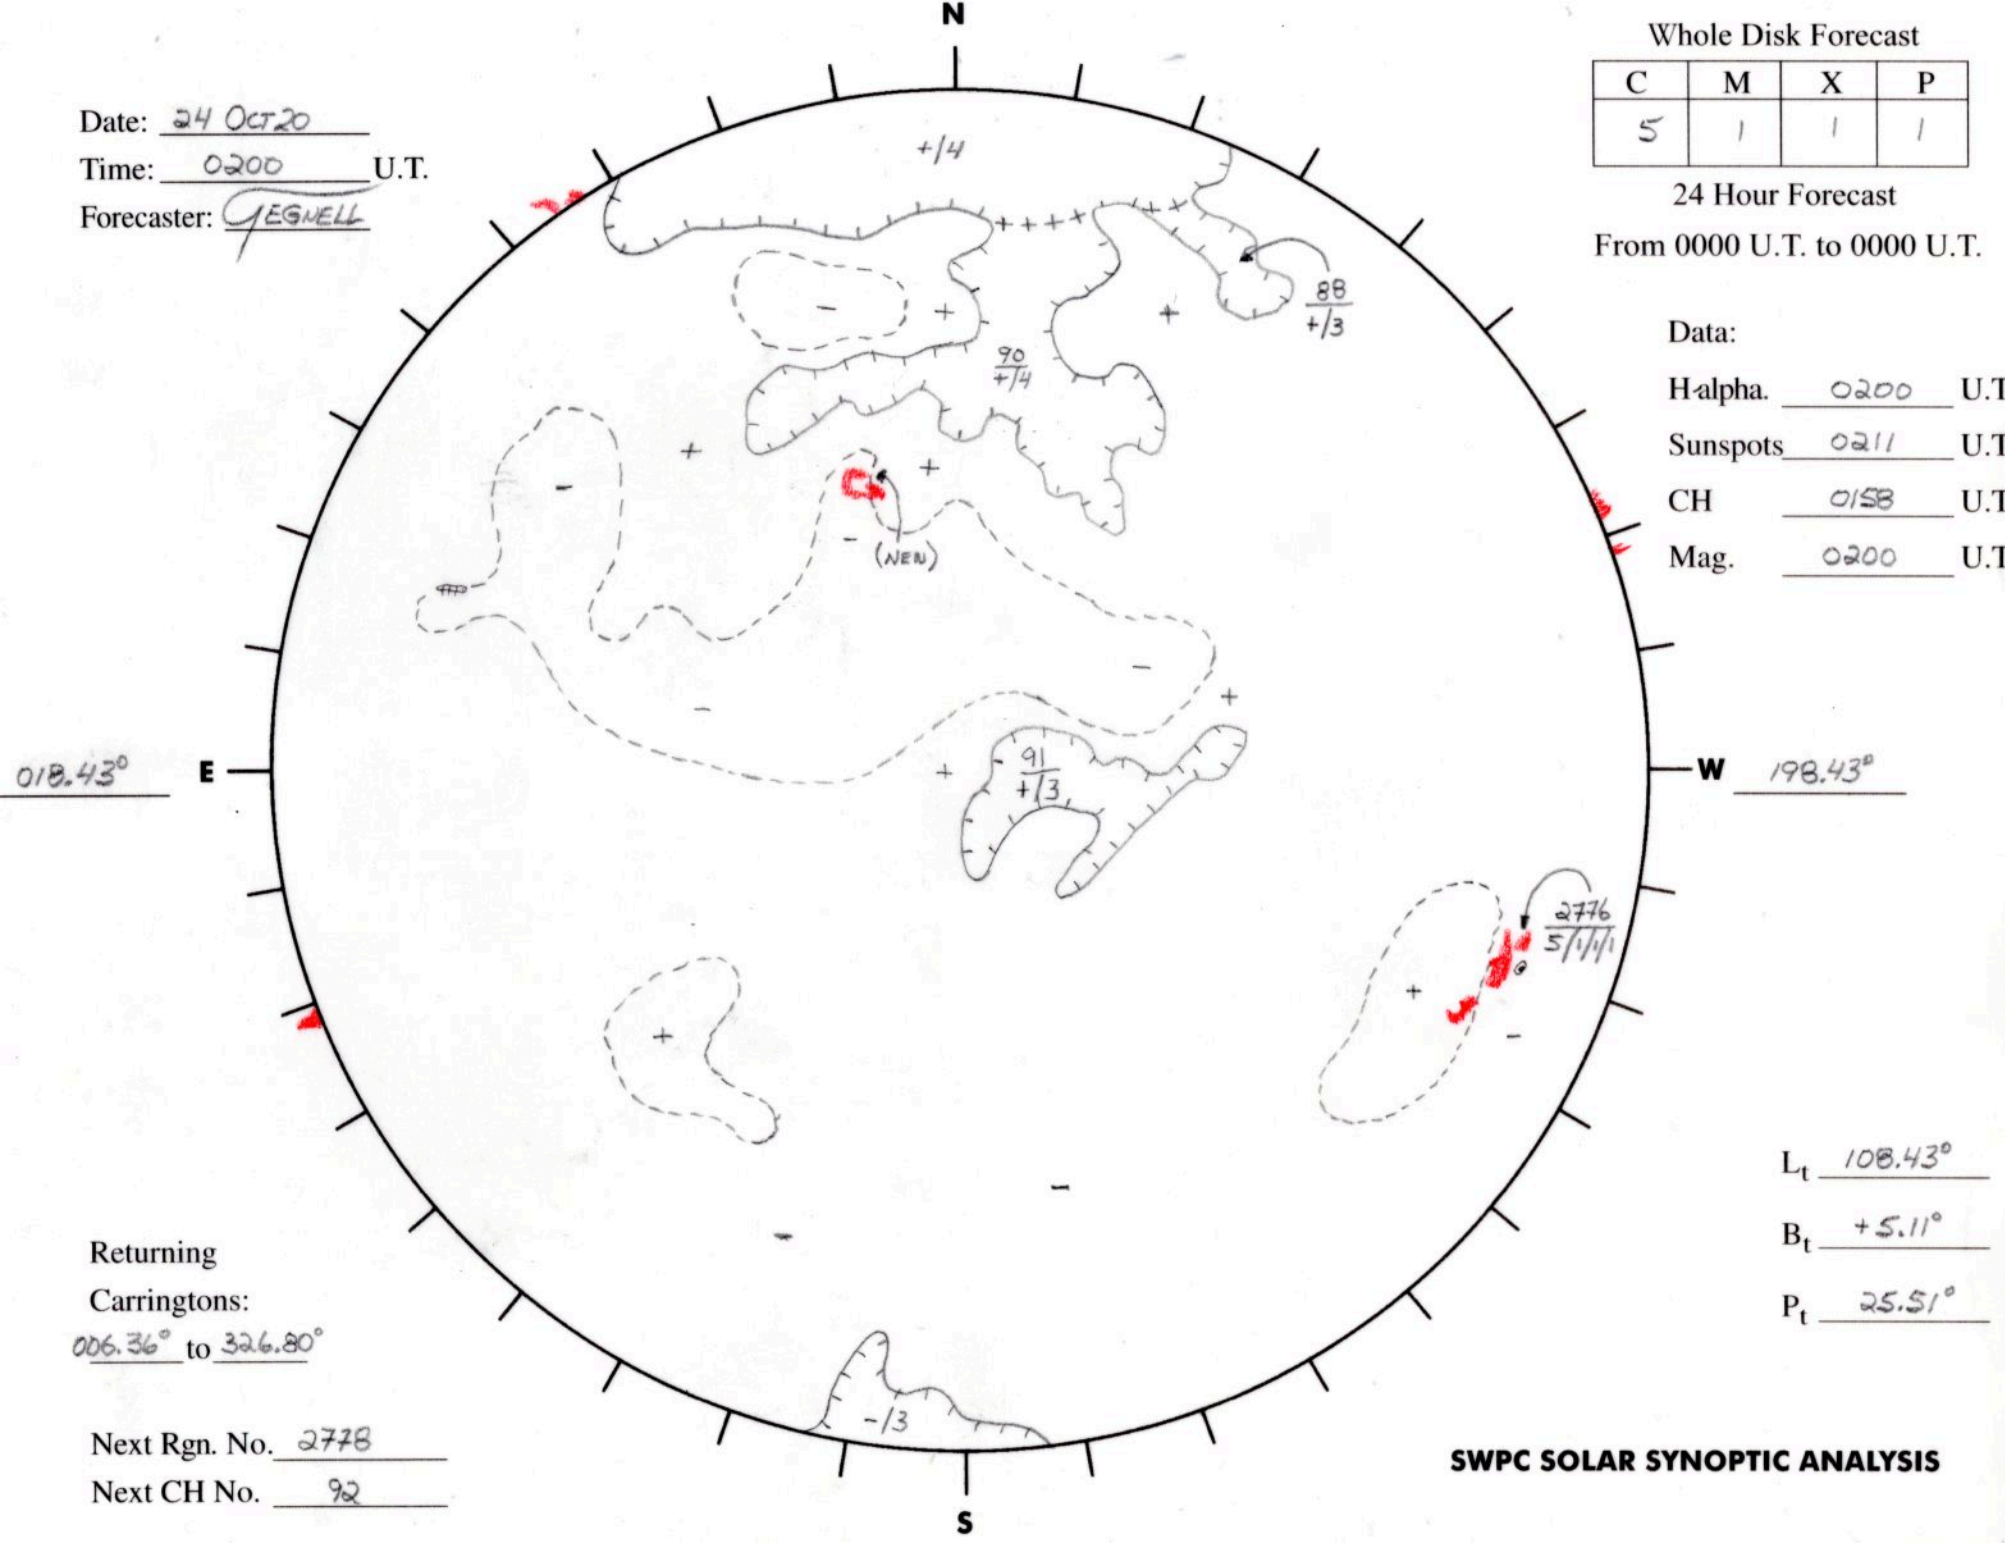 N
Whole Disk Forecast
C M X P
5 1 1 1
24 Hour Forecast
From 0000 U.T. to 0000 U.T.
Date: 24 OCT 20
Time: 0200 U.T.
Forecaster: GEGNELL
+/4
88
+/3
90
+/4
Data:
H-alpha. 0200 U.T
Sunspots 0211 U.T
CH 0158 U.T
Mag. 0200 U.T
(NEW)
018.43° E
W 198.43°
91
+/3
2776
5/1/1/1
Lt 108.43°
Bt +5.11°
Pt 25.51°
Returning
Carringtons:
006.36° to 326.80°
-/3
Next Rgn. No. 2778
Next CH No. 92
SWPC SOLAR SYNOPTIC ANALYSIS
S